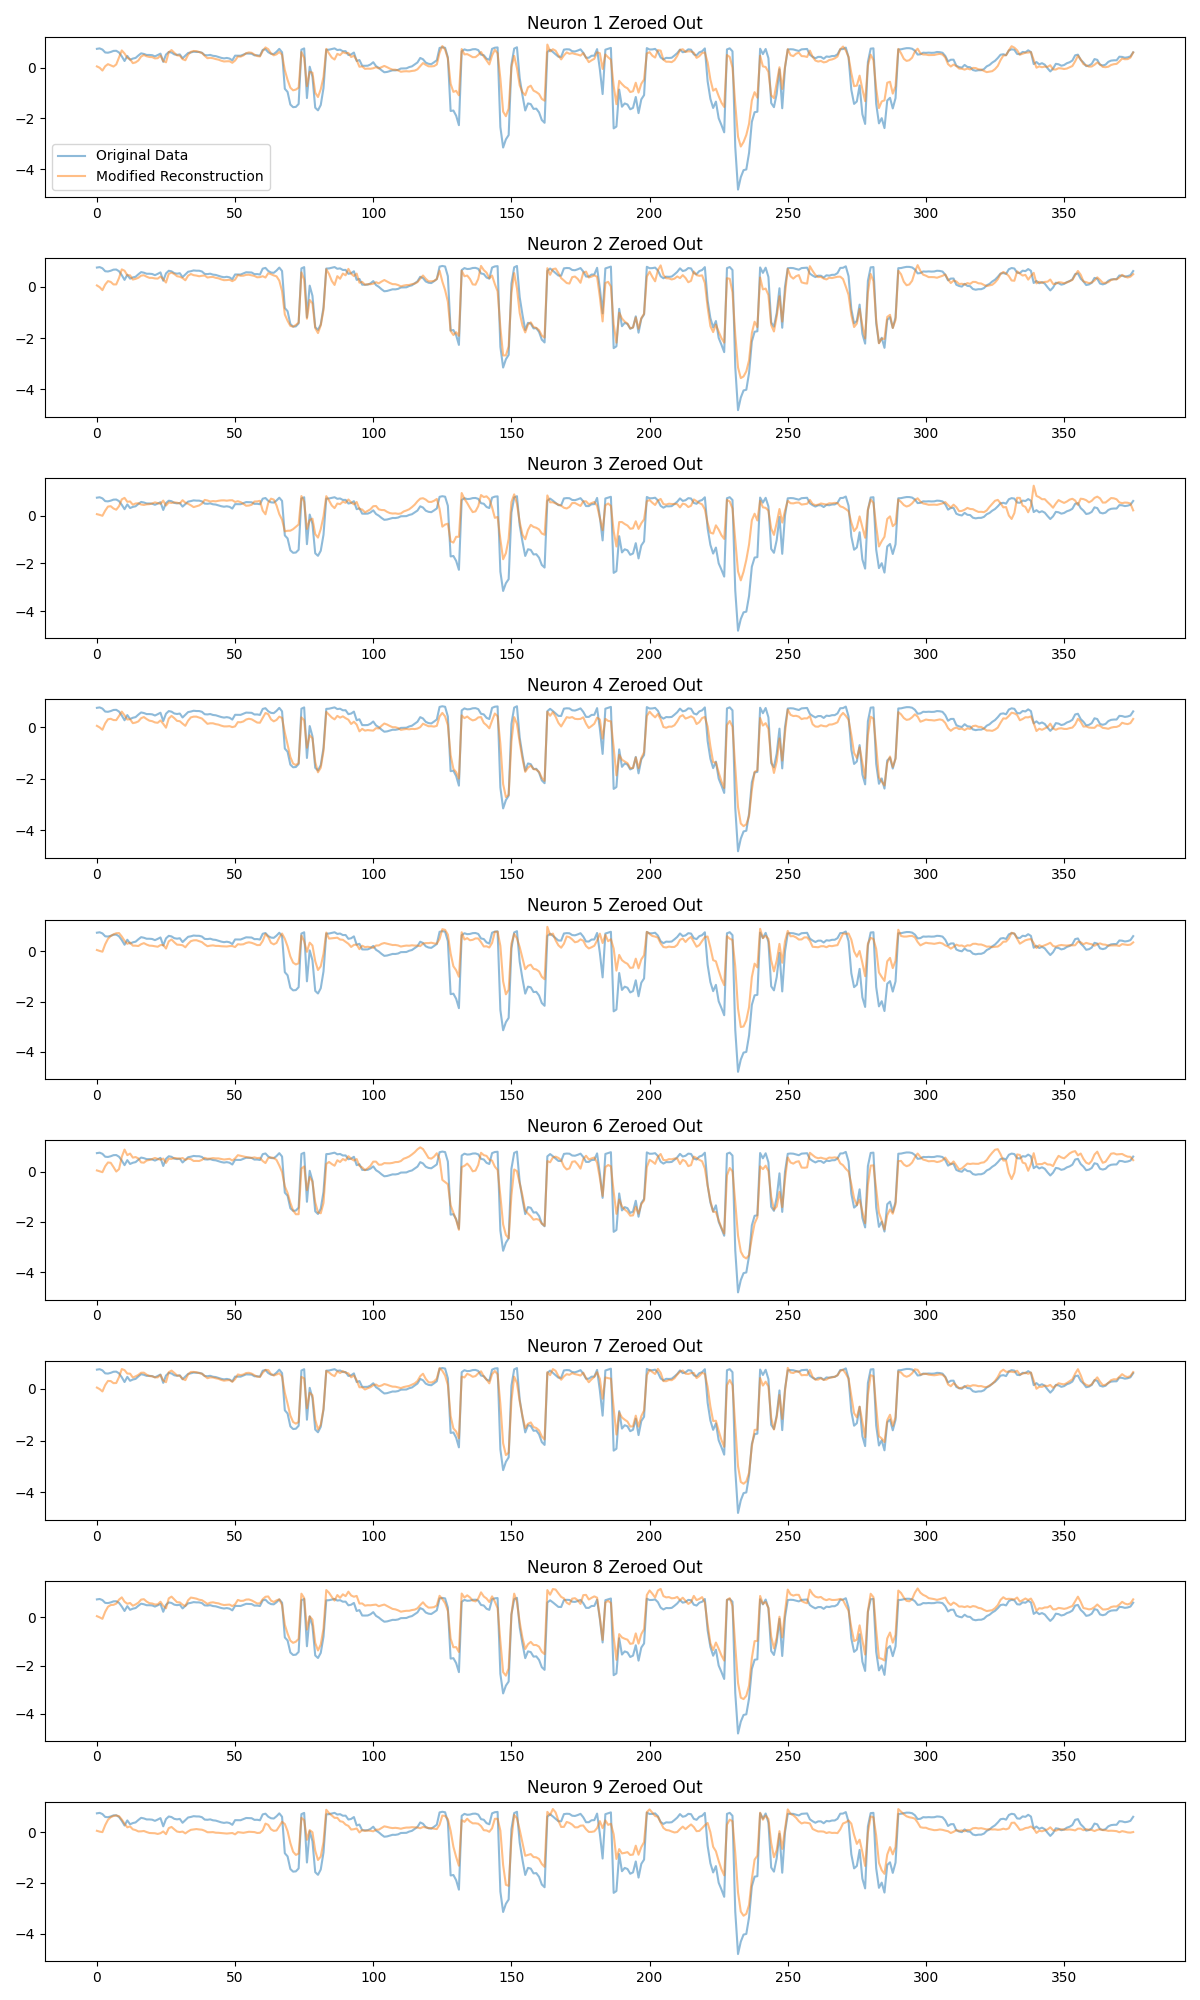 Neuron 1 Zeroed Out
0
−2
−4
Original Data
Modified Reconstruction
0 50 100 150 200 250 300 350
Neuron 2 Zeroed Out
0
−2
−4
0 50 100 150 200 250 300 350
Neuron 3 Zeroed Out
0
−2
−4
0 50 100 150 200 250 300 350
Neuron 4 Zeroed Out
0
−2
−4
0 50 100 150 200 250 300 350
Neuron 5 Zeroed Out
0
−2
−4
0 50 100 150 200 250 300 350
Neuron 6 Zeroed Out
0
−2
−4
0 50 100 150 200 250 300 350
Neuron 7 Zeroed Out
0
−2
−4
0 50 100 150 200 250 300 350
Neuron 8 Zeroed Out
0
−2
−4
0 50 100 150 200 250 300 350
Neuron 9 Zeroed Out
0
−2
−4
0 50 100 150 200 250 300 350